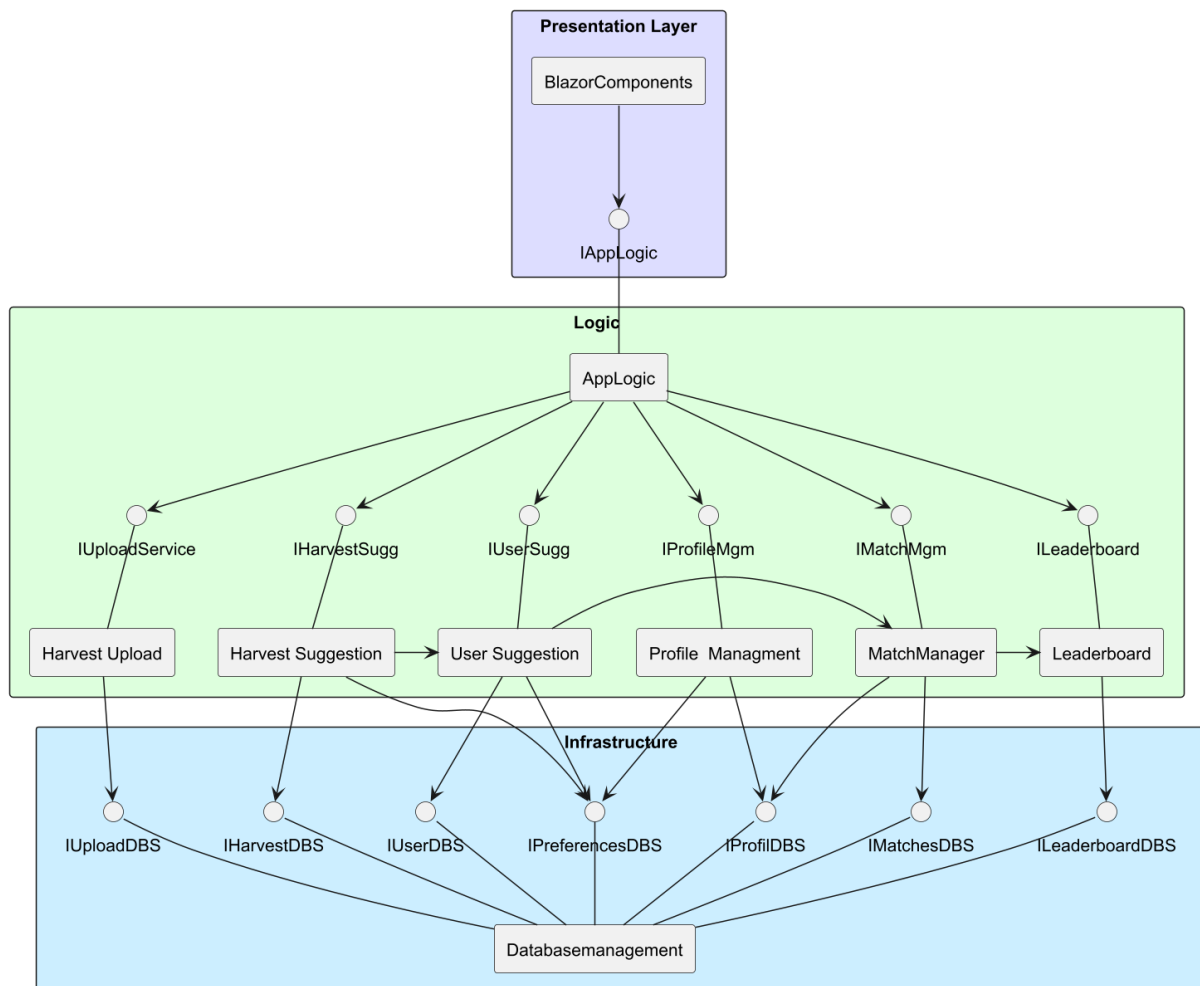 Presentation Layer
BlazorComponents
IAppLogic
Logic
AppLogic
IUploadService
IHarvestSugg
IUserSugg
IProfileMgm
IMatchMgm
ILeaderboard
Harvest Upload
Harvest Suggestion
User Suggestion
Profile  Managment
MatchManager
Leaderboard
Infrastructure
IUploadDBS
IHarvestDBS
IUserDBS
IPreferencesDBS
IProfilDBS
IMatchesDBS
ILeaderboardDBS
Databasemanagement